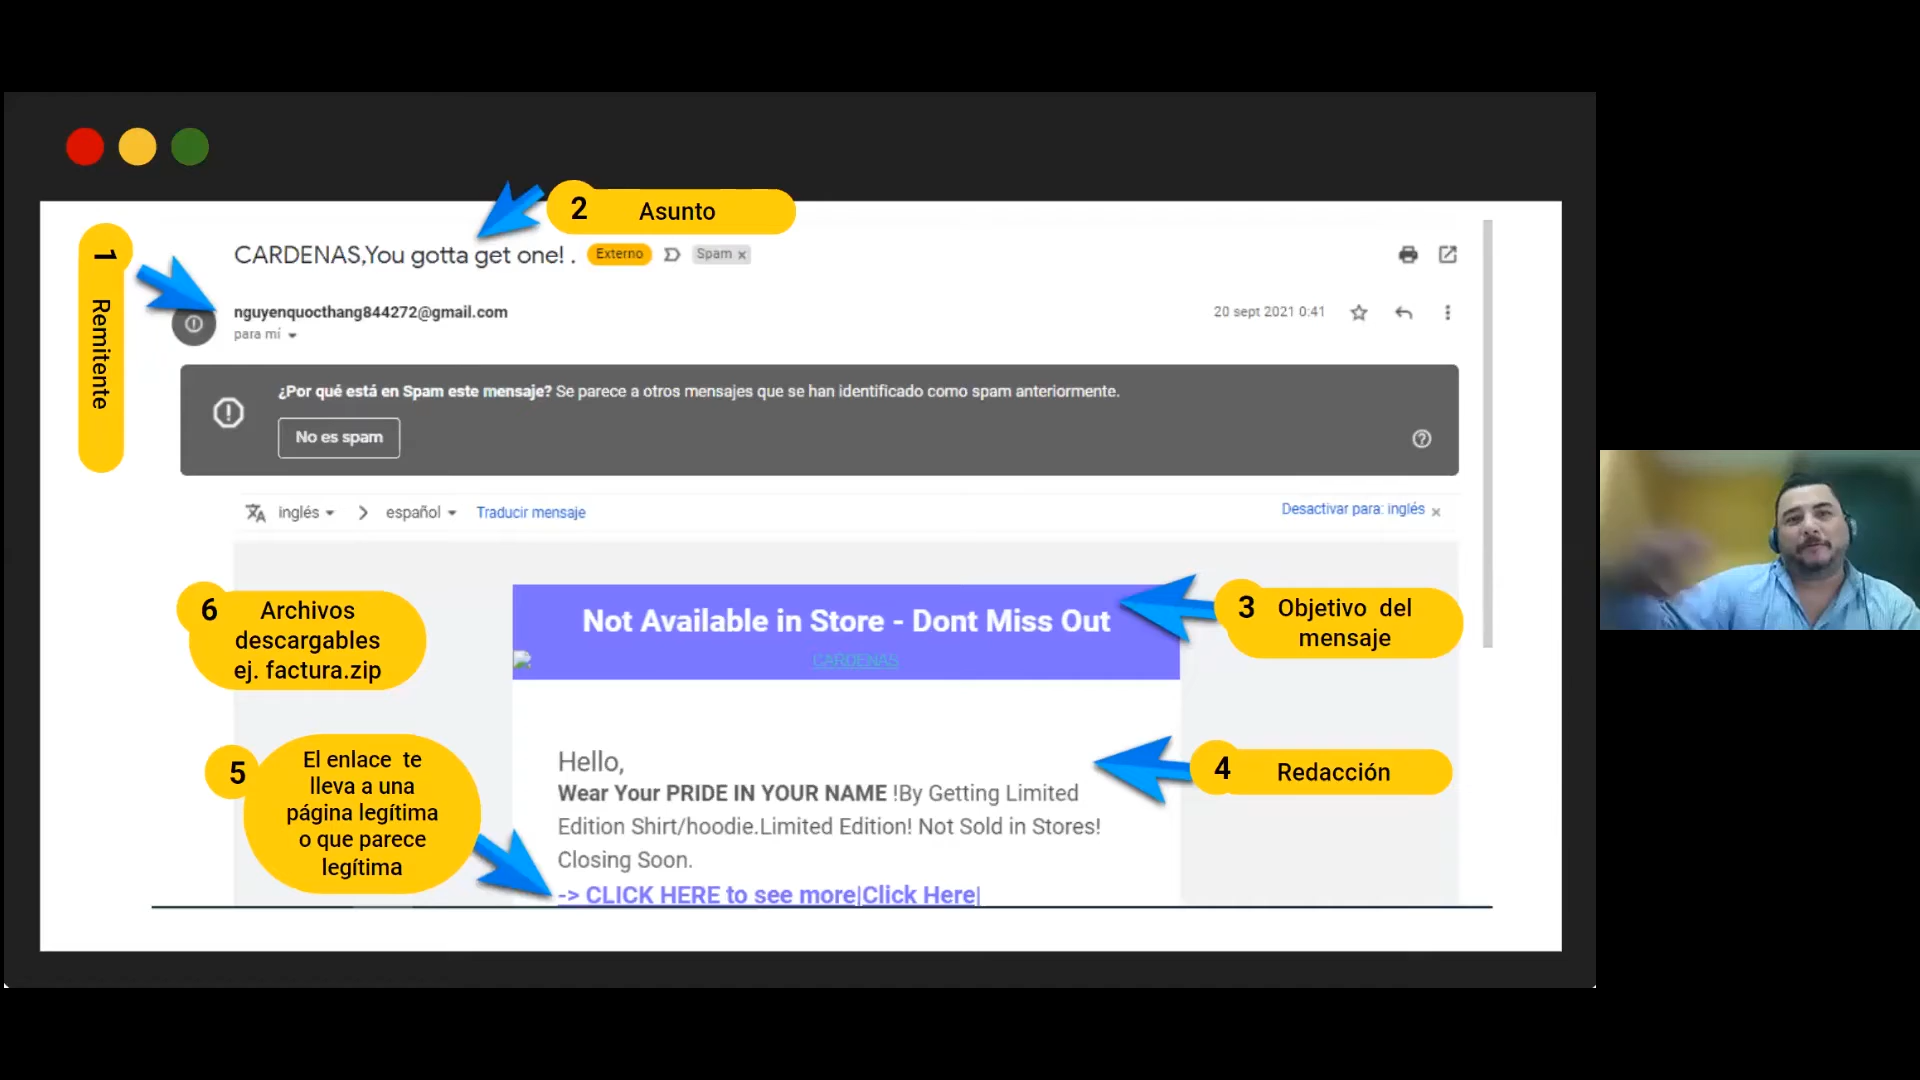 2 Asunto
CARDENAS,You gotta get one! . Externo Spam x
1 Remitente
nguyenquocthang844272@gmail.com 20 sept 2021 0:41
para mí
¿Por qué está en Spam este mensaje? Se parece a otros mensajes que se han identificado como spam anteriormente.
No es spam
inglés > español Traducir mensaje Desactivar para: inglés x
6 Archivos
descargables
ej. factura.zip
Not Available in Store - Dont Miss Out
CARDENAS
3 Objetivo del
mensaje
5 El enlace te
lleva a una
página legítima
o que parece
legítima
Hello,
Wear Your PRIDE IN YOUR NAME !By Getting Limited
Edition Shirt/hoodie.Limited Edition! Not Sold in Stores!
Closing Soon.
-> CLICK HERE to see more|Click Here|
4 Redacción